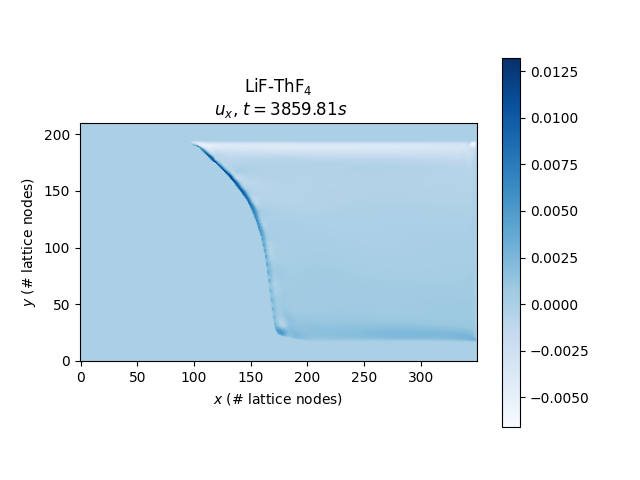 LiF-ThF₄
uₓ, t = 3859.81s
200
150
100
50
0
y (# lattice nodes)
0 50 100 150 200 250 300
x (# lattice nodes)
0.0125
0.0100
0.0075
0.0050
0.0025
0.0000
−0.0025
−0.0050